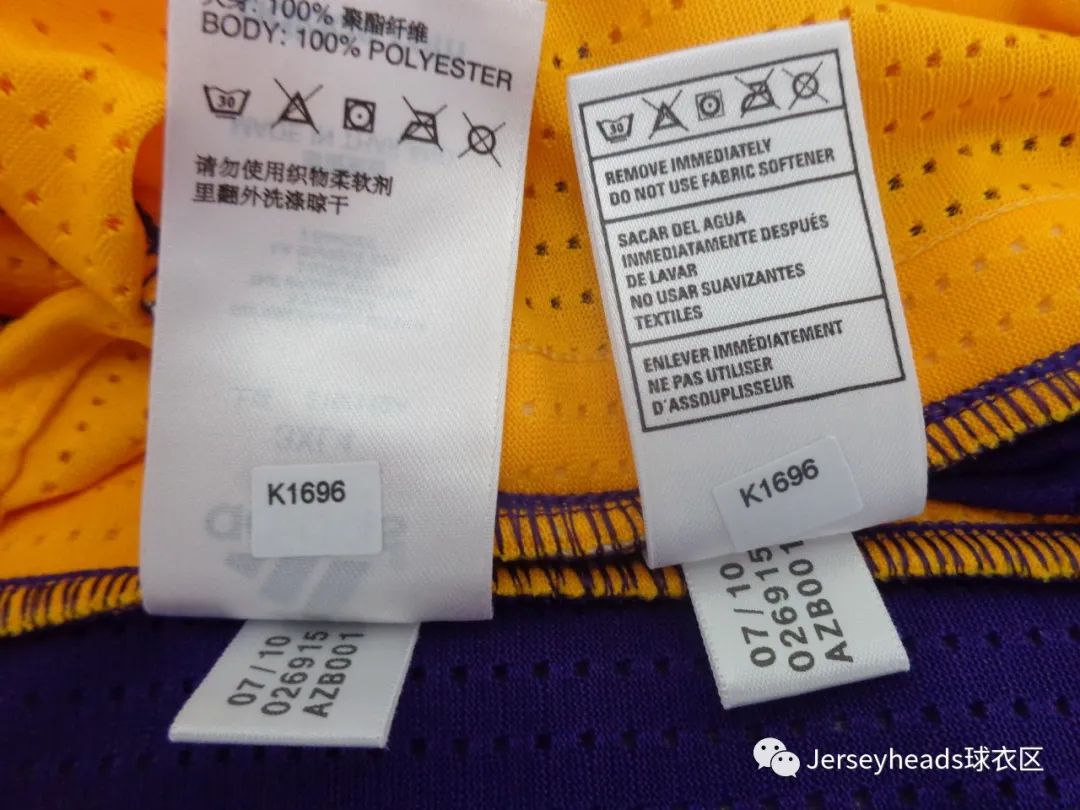 大身: 100% 聚酯纤维
BODY: 100% POLYESTER
30
请勿使用织物柔软剂
里翻外洗涤晾干
K1696
07/10
026915
AZB001
30
REMOVE IMMEDIATELY
DO NOT USE FABRIC SOFTENER
SACAR DEL AGUA
INMEDIATAMENTE DESPUÉS
DE LAVAR
NO USAR SUAVIZANTES
TEXTILES
ENLEVER IMMÉDIATEMENT
NE PAS UTILISER
D'ASSOUPLISSEUR
K1696
07/10
026915
AZB001
Jerseyheads球衣区